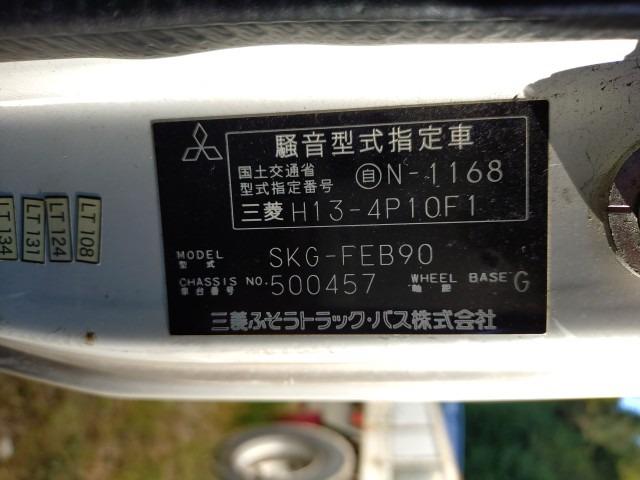 騒音型式指定車
国土交通省
型式指定番号
自N-1168
三菱 H13-4P10F1
MODEL
型式
SKG-FEB90
CHASSIS NO. 500457
車台番号
WHEEL BASE G
軸距
三菱ふそうトラック・バス株式会社
LT 134
LT 131
LT 124
LT 108